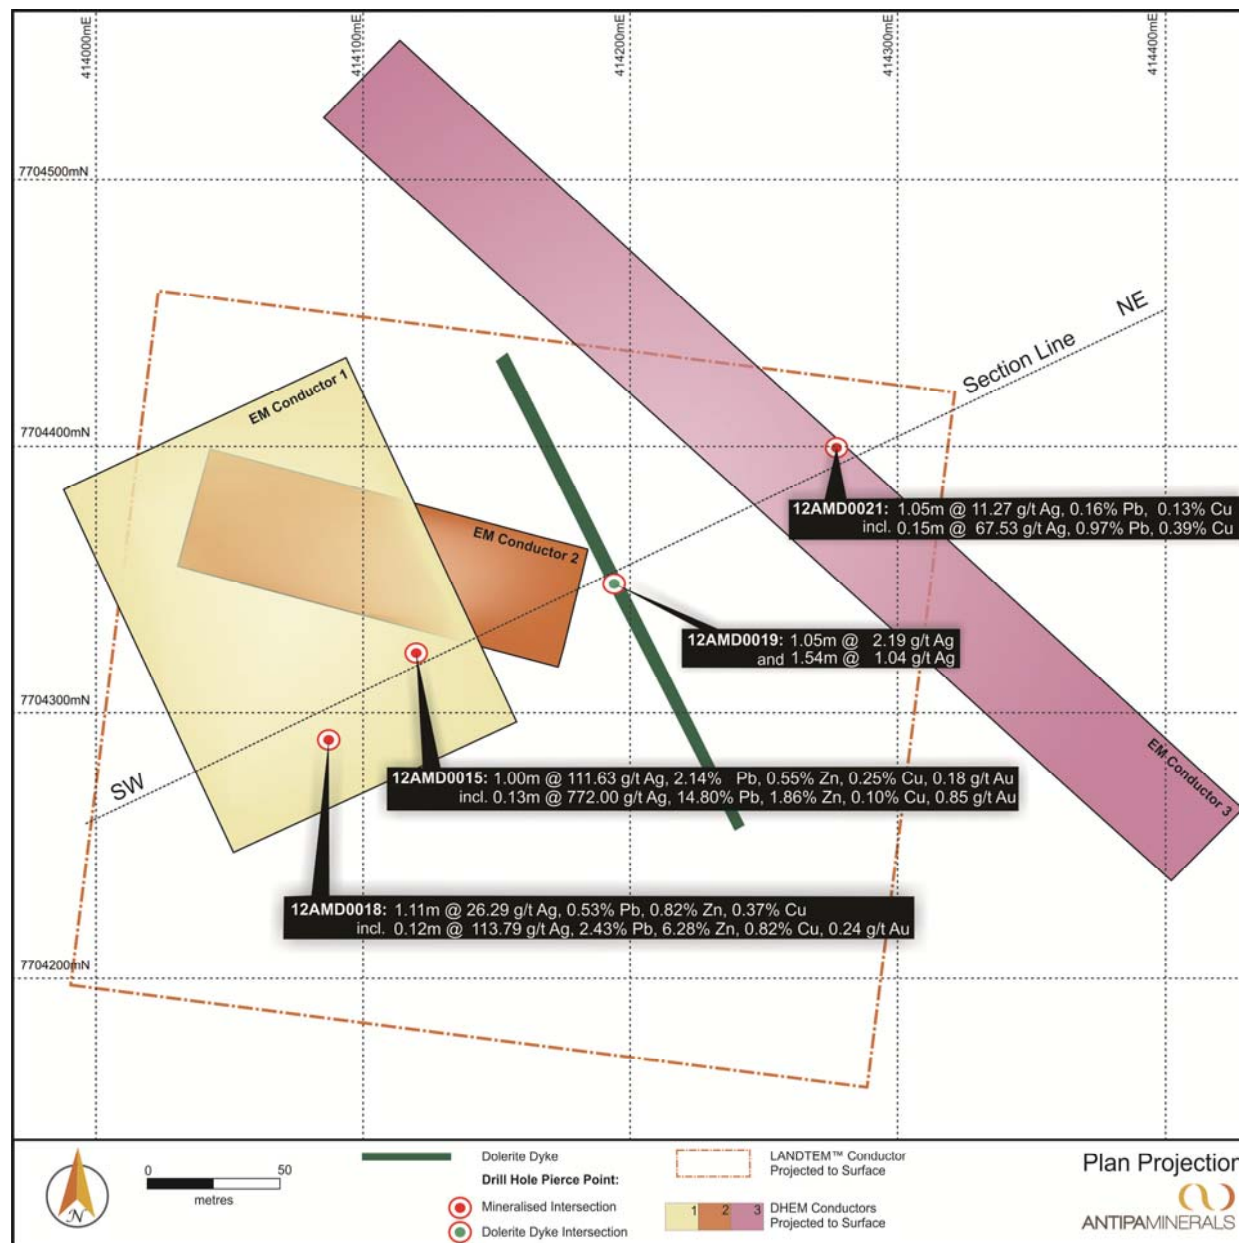 414000mE
414100mE
414200mE
414300mE
414400mE
7704500mN
NE
Section Line
EM Conductor 1
7704400mN
12AMD0021: 1.05m @ 11.27 g/t Ag, 0.16% Pb, 0.13% Cu
incl. 0.15m @ 67.53 g/t Ag, 0.97% Pb, 0.39% Cu
EM Conductor 2
12AMD0019: 1.05m @ 2.19 g/t Ag
and 1.54m @ 1.04 g/t Ag
7704300mN
EM Conductor 3
SW
12AMD0015: 1.00m @ 111.63 g/t Ag, 2.14% Pb, 0.55% Zn, 0.25% Cu, 0.18 g/t Au
incl. 0.13m @ 772.00 g/t Ag, 14.80% Pb, 1.86% Zn, 0.10% Cu, 0.85 g/t Au
12AMD0018: 1.11m @ 26.29 g/t Ag, 0.53% Pb, 0.82% Zn, 0.37% Cu
incl. 0.12m @ 113.79 g/t Ag, 2.43% Pb, 6.28% Zn, 0.82% Cu, 0.24 g/t Au
7704200mN
N
0 50
metres
Dolerite Dyke
Drill Hole Pierce Point:
Mineralised Intersection
Dolerite Dyke Intersection
LANDTEM™ Conductor
Projected to Surface
1 2 3
DHEM Conductors
Projected to Surface
Plan Projection
ANTIPAMINERALS